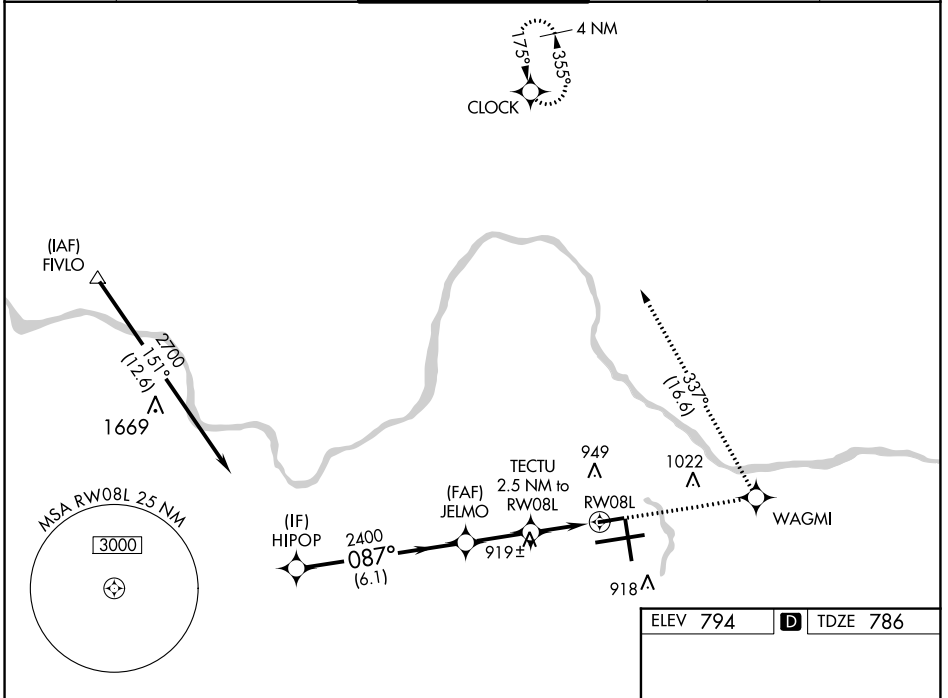 4 NM
175°
355°
CLOCK
(IAF)
FIVLO
2700
151°
(12.6)
1669
337°
(16.6)
949
1022
TECTU
2.5 NM to
RW08L
RW08L
(FAF)
JELMO
WAGMI
MSA RW08L 25 NM
3000
(IF)
HIPOP
2400
087°
(6.1)
919±
918
ELEV 794 D TDZE 786